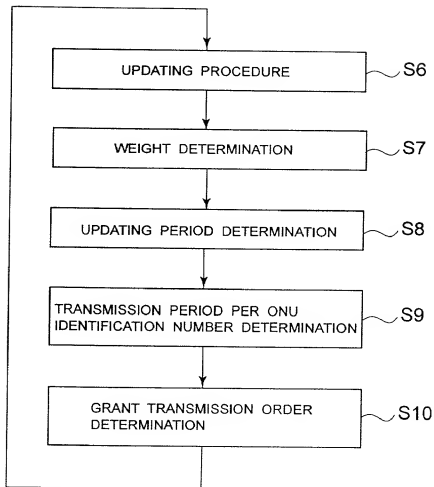 UPDATING PROCEDURE S6
WEIGHT DETERMINATION S7
UPDATING PERIOD DETERMINATION S8
TRANSMISSION PERIOD PER ONU
IDENTIFICATION NUMBER DETERMINATION S9
GRANT TRANSMISSION ORDER
DETERMINATION S10